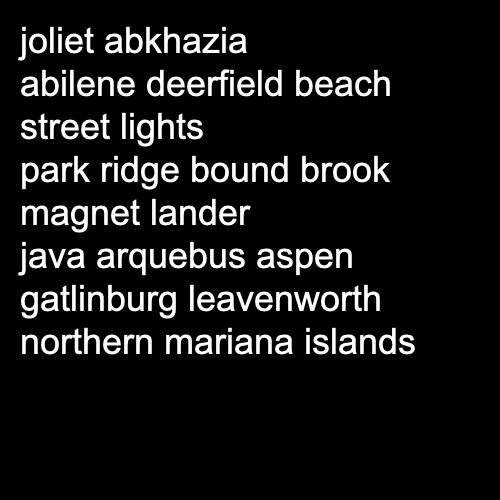 joliet abkhazia
abilene deerfield beach
street lights
park ridge bound brook
magnet lander
java arquebus aspen
gatlinburg leavenworth
northern mariana islands